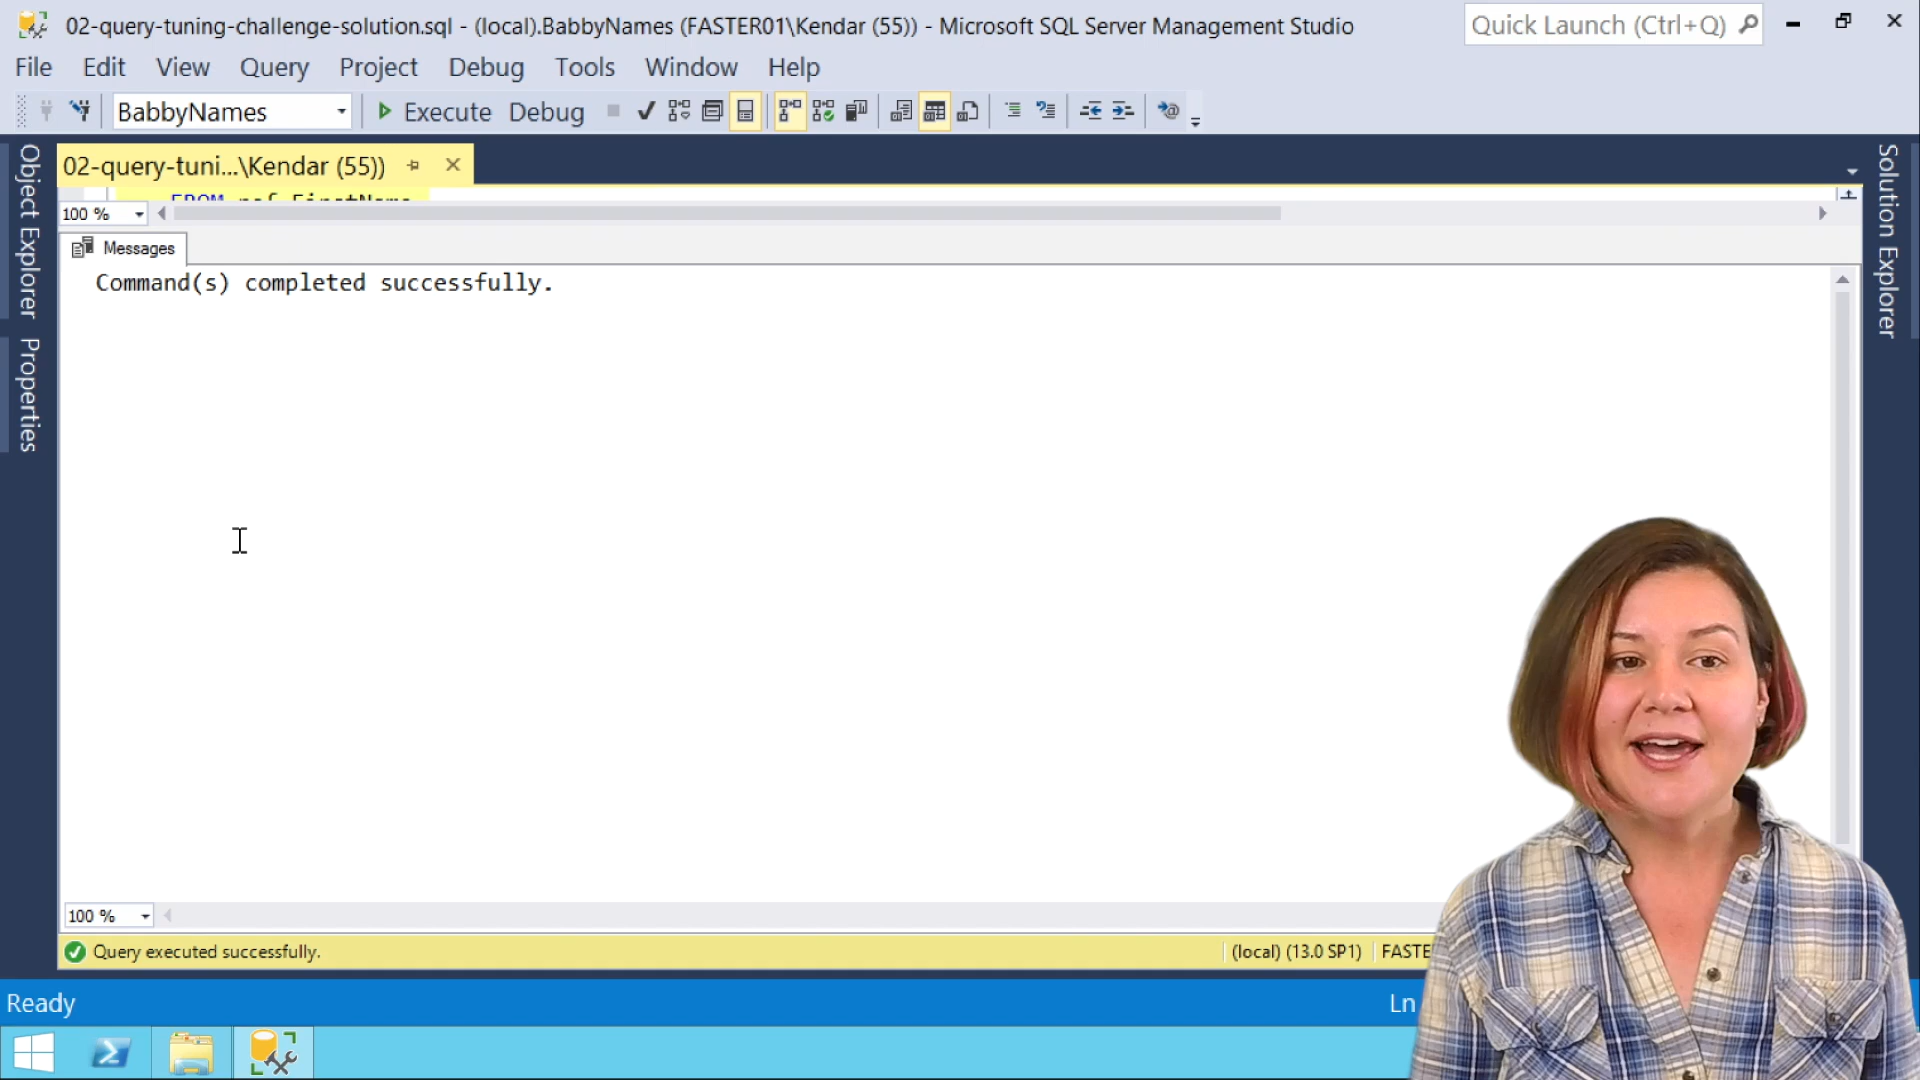 02-query-tuning-challenge-solution.sql - (local).BabbyNames (FASTER01\Kendar (55)) - Microsoft SQL Server Management Studio
Quick Launch (Ctrl+Q)
File Edit View Query Project Debug Tools Window Help
BabbyNames Execute Debug
Object Explorer
Properties
02-query-tuni...\Kendar (55))
FROM ref.FirstName
100 %
Messages
Command(s) completed successfully.
Solution Explorer
100 %
Query executed successfully.
(local) (13.0 SP1) FASTE
Ready
Ln